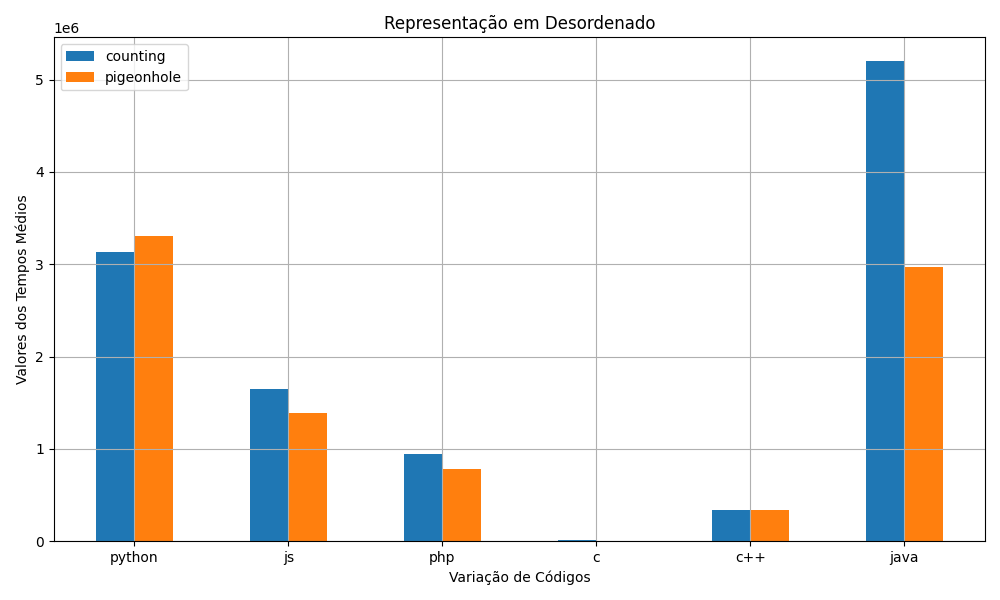 Representação em Desordenado
1e6
counting
pigeonhole
Valores dos Tempos Médios
5
4
3
2
1
0
python js php c c++ java
Variação de Códigos